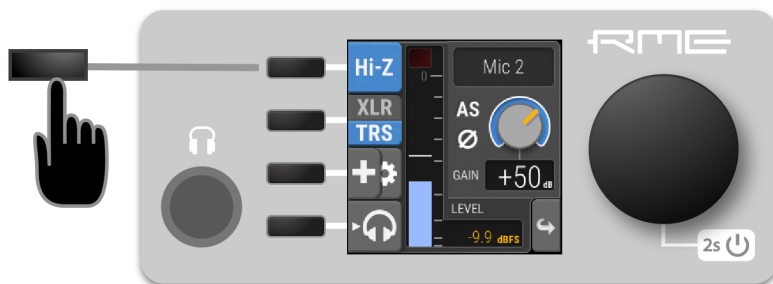 RME
Hi-Z
0
Mic 2
XLR
TRS
AS
Ø
GAIN
+50 dB
LEVEL
-9.9 dBFS
2s